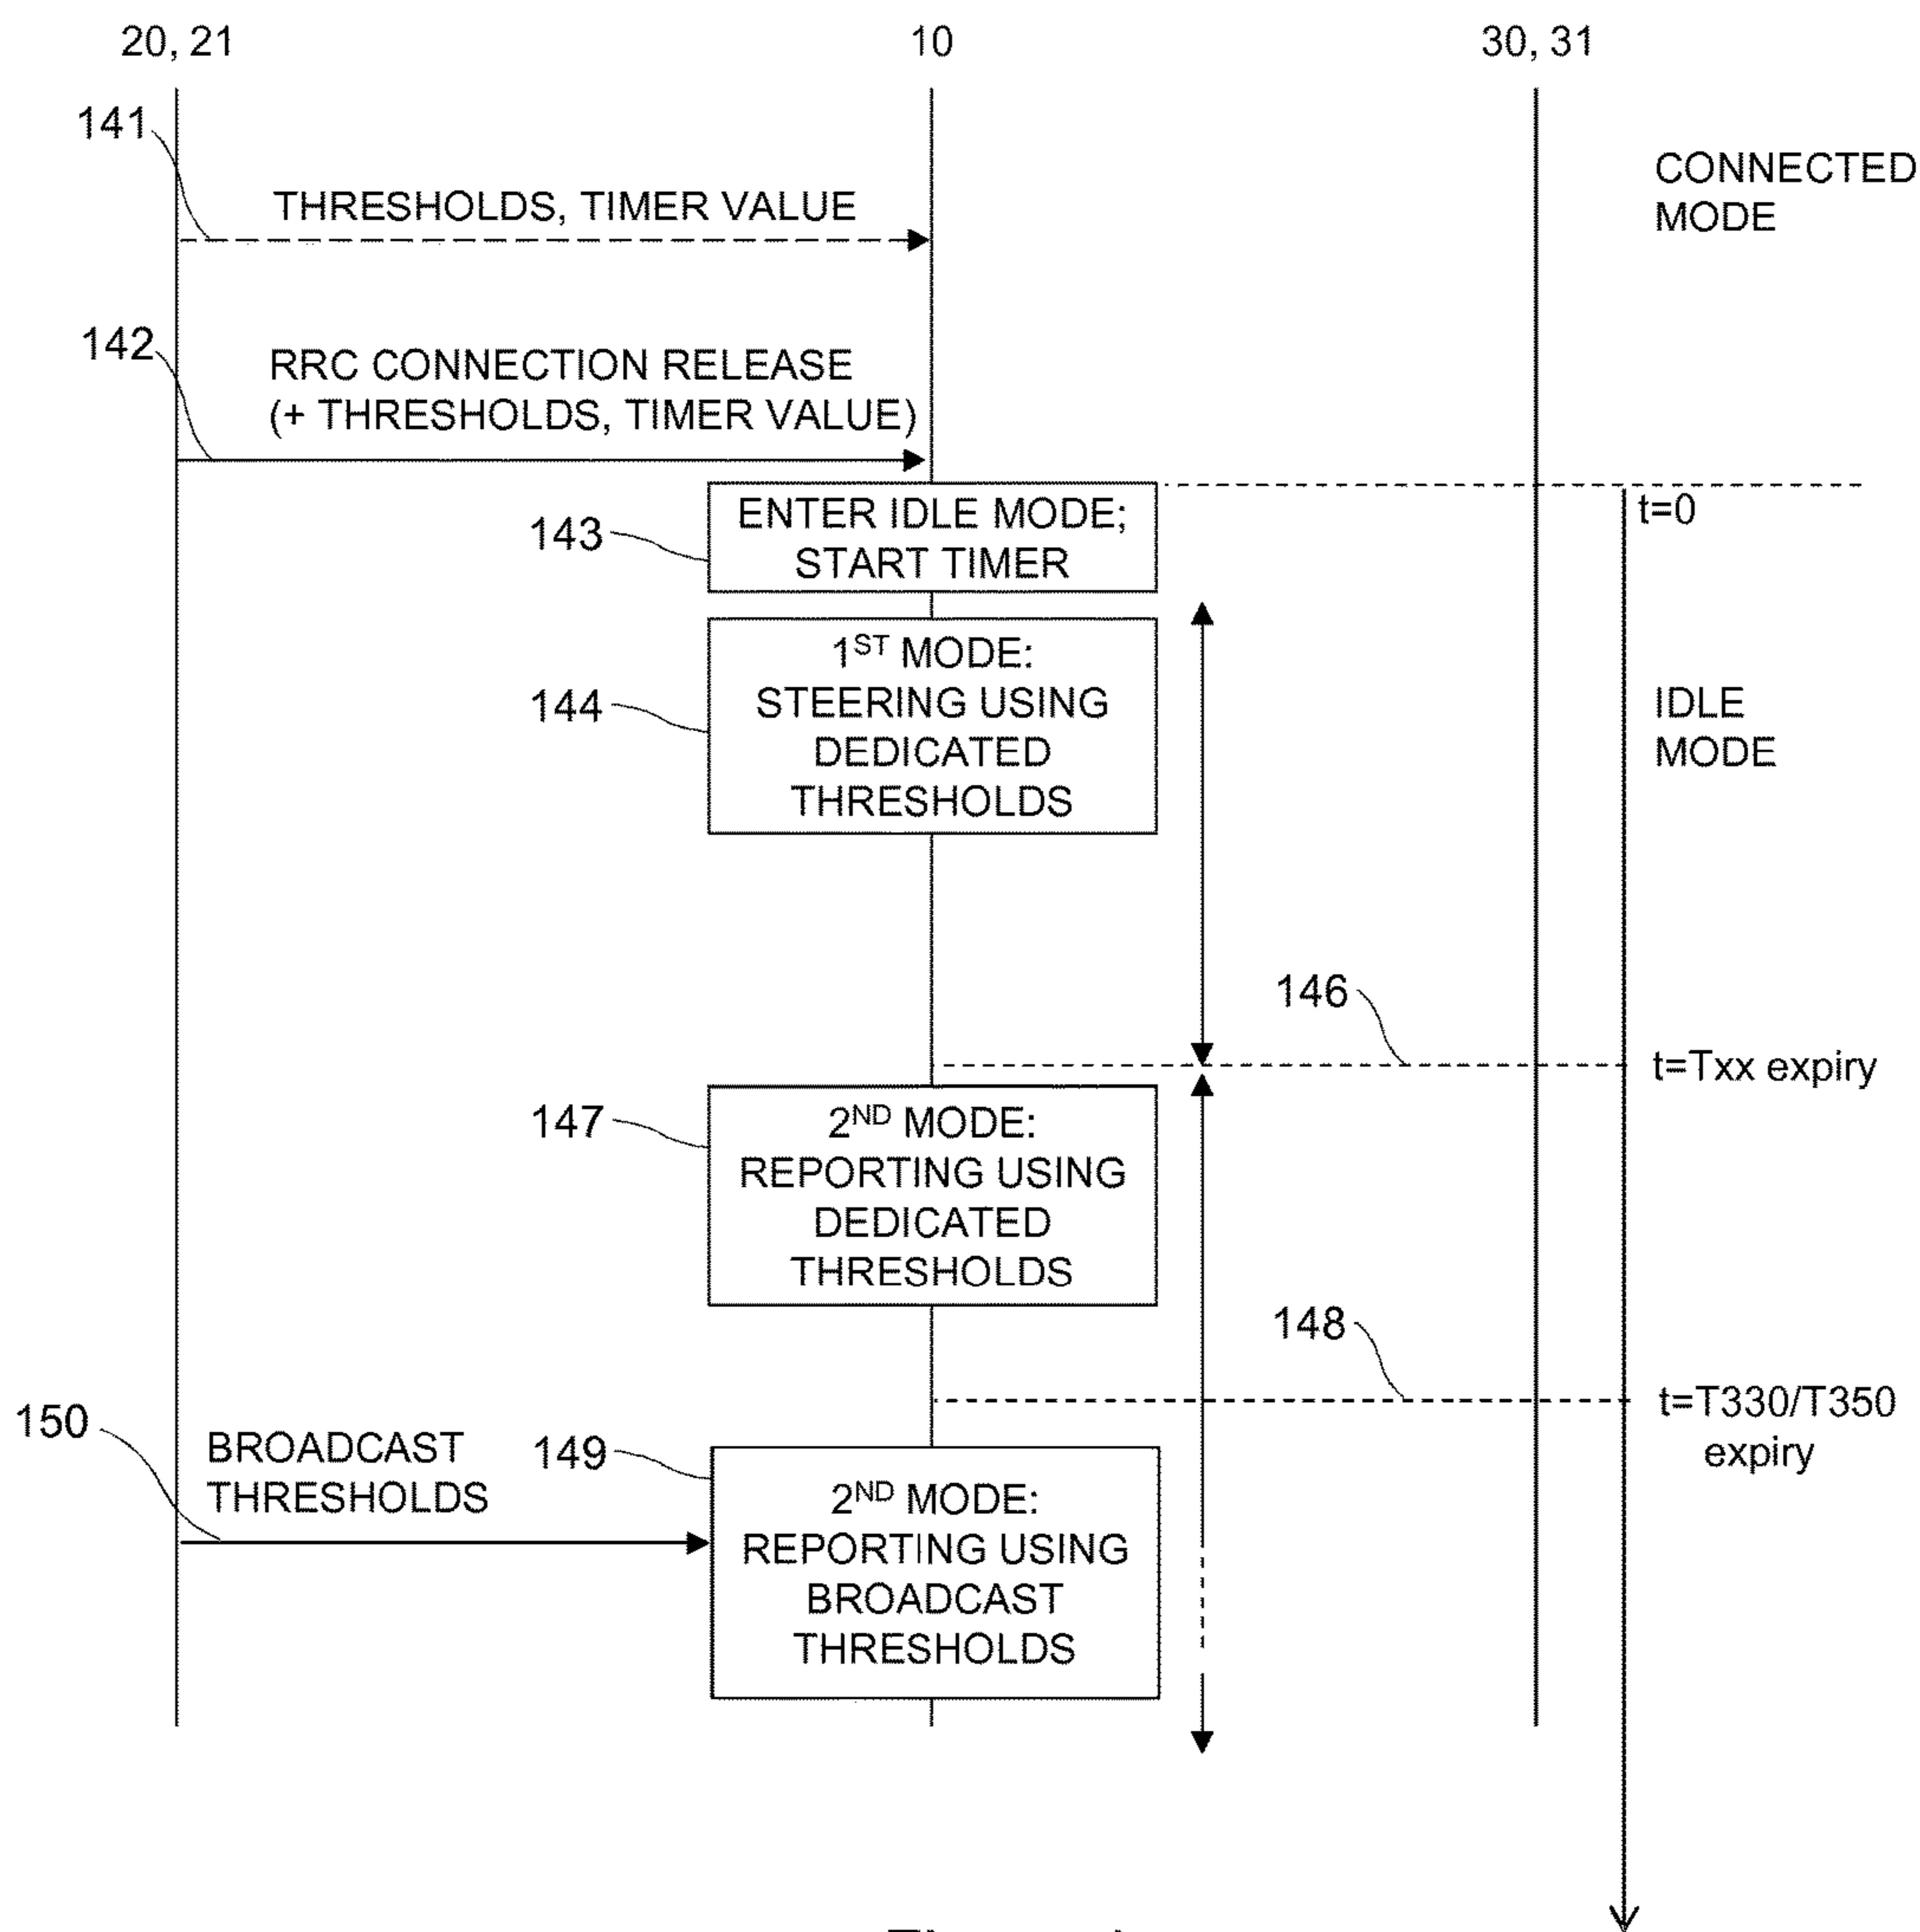 20, 21
10
30, 31
141
THRESHOLDS, TIMER VALUE
CONNECTED
MODE
142
RRC CONNECTION RELEASE
(+ THRESHOLDS, TIMER VALUE)
143
ENTER IDLE MODE;
START TIMER
t=0
144
1ST MODE:
STEERING USING
DEDICATED
THRESHOLDS
IDLE
MODE
146
t=Txx expiry
147
2ND MODE:
REPORTING USING
DEDICATED
THRESHOLDS
148
t=T330/T350
expiry
150
BROADCAST
THRESHOLDS
149
2ND MODE:
REPORTING USING
BROADCAST
THRESHOLDS